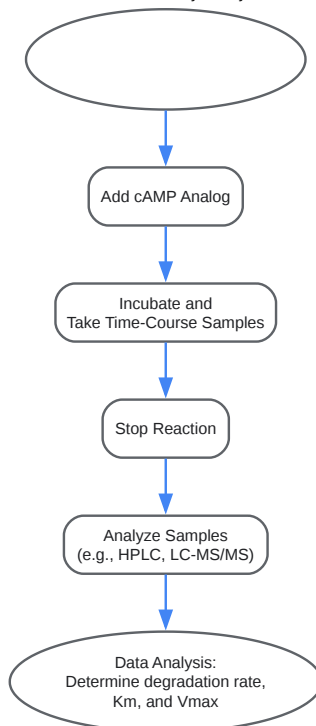 Add cAMP Analog
Incubate and
Take Time-Course Samples
Stop Reaction
Analyze Samples
(e.g., HPLC, LC-MS/MS)
Data Analysis:
Determine degradation rate,
Km, and Vmax